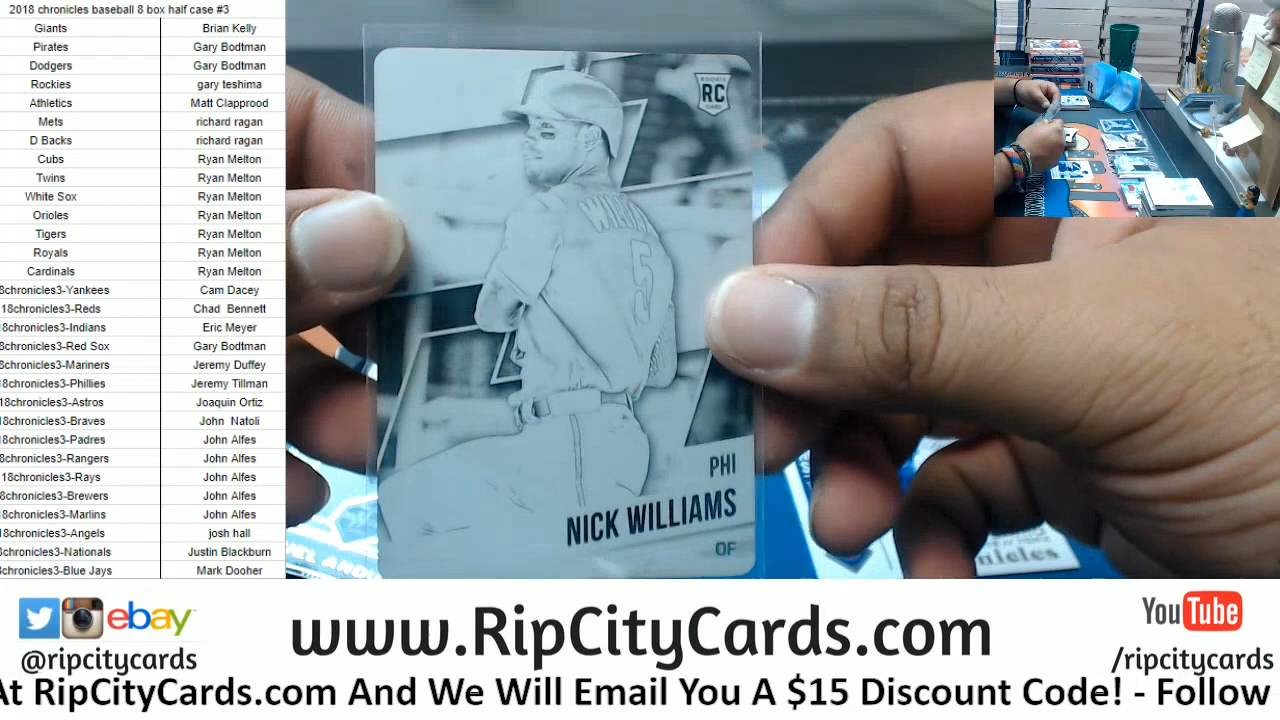 2018 chronicles baseball 8 box half case #3
Giants Brian Kelly
Pirates Gary Bodtman
Dodgers Gary Bodtman
Rockies gary teshima
Athletics Matt Clapprood
Mets richard ragan
D Backs richard ragan
Cubs Ryan Melton
Twins Ryan Melton
White Sox Ryan Melton
Orioles Ryan Melton
Tigers Ryan Melton
Royals Ryan Melton
Cardinals Ryan Melton
8chronicles3-Yankees Cam Dacey
18chronicles3-Reds Chad Bennett
18chronicles3-Indians Eric Meyer
8chronicles3-Red Sox Gary Bodtman
8chronicles3-Mariners Jeremy Duffey
18chronicles3-Phillies Jeremy Tillman
18chronicles3-Astros Joaquin Ortiz
18chronicles3-Braves John Natoli
18chronicles3-Padres John Alfes
8chronicles3-Rangers John Alfes
18chronicles3-Rays John Alfes
8chronicles3-Brewers John Alfes
18chronicles3-Marlins John Alfes
18chronicles3-Angels josh hall
8chronicles3-Nationals Justin Blackburn
8chronicles3-Blue Jays Mark Dooher
ROOKIE
RC
CARD
5
PHI
NICK WILLIAMS
OF
nicles
ebay
@ripcitycards
www.RipCityCards.com
YouTube
/ripcitycards
At RipCityCards.com And We Will Email You A $15 Discount Code! - Follow